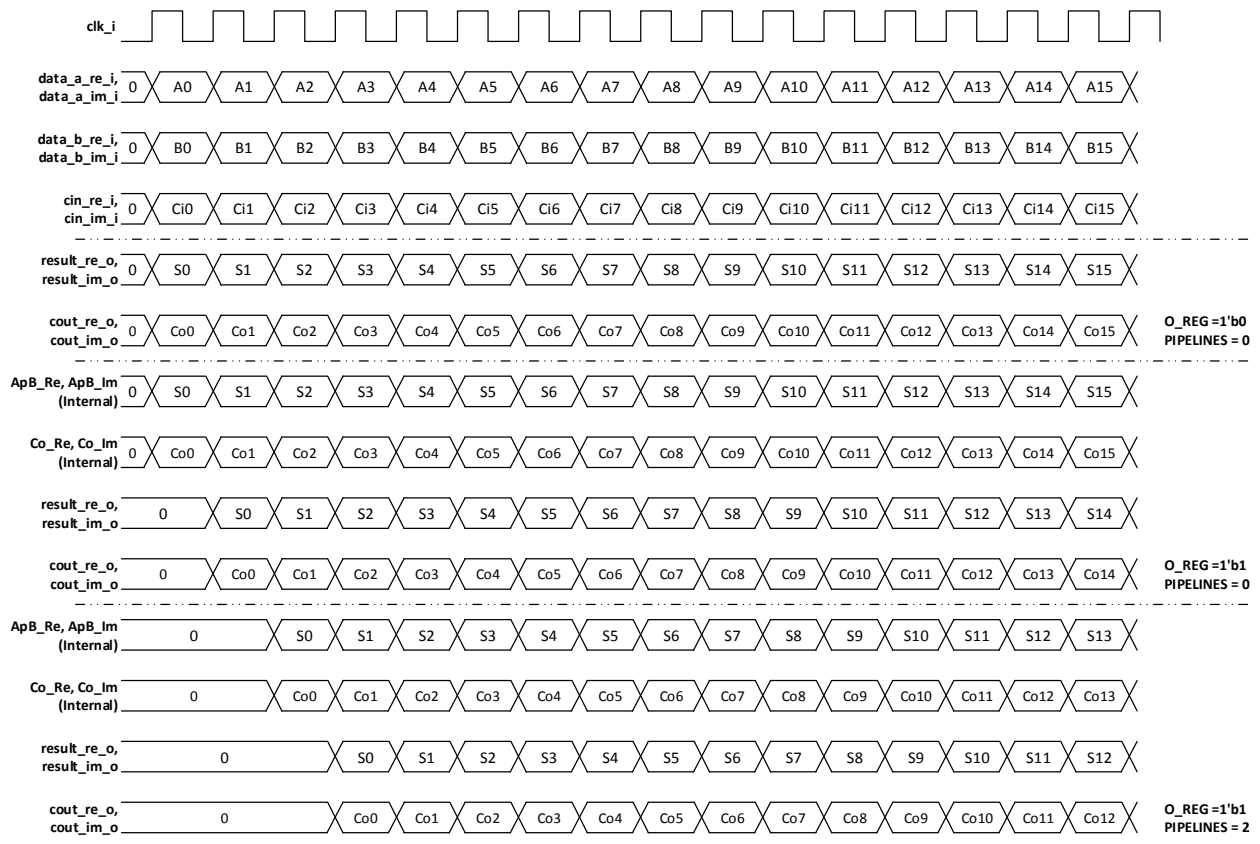 clk_i
data_a_re_i,
data_a_im_i 0 A0 A1 A2 A3 A4 A5 A6 A7 A8 A9 A10 A11 A12 A13 A14 A15
data_b_re_i,
data_b_im_i 0 B0 B1 B2 B3 B4 B5 B6 B7 B8 B9 B10 B11 B12 B13 B14 B15
cin_re_i,
cin_im_i 0 Ci0 Ci1 Ci2 Ci3 Ci4 Ci5 Ci6 Ci7 Ci8 Ci9 Ci10 Ci11 Ci12 Ci13 Ci14 Ci15
result_re_o,
result_im_o 0 S0 S1 S2 S3 S4 S5 S6 S7 S8 S9 S10 S11 S12 S13 S14 S15
cout_re_o,
cout_im_o 0 Co0 Co1 Co2 Co3 Co4 Co5 Co6 Co7 Co8 Co9 Co10 Co11 Co12 Co13 Co14 Co15
O_REG =1'b0
PIPELINES = 0
ApB_Re, ApB_Im
(Internal) 0 S0 S1 S2 S3 S4 S5 S6 S7 S8 S9 S10 S11 S12 S13 S14 S15
Co_Re, Co_Im
(Internal) 0 Co0 Co1 Co2 Co3 Co4 Co5 Co6 Co7 Co8 Co9 Co10 Co11 Co12 Co13 Co14 Co15
result_re_o,
result_im_o 0 S0 S1 S2 S3 S4 S5 S6 S7 S8 S9 S10 S11 S12 S13 S14
cout_re_o,
cout_im_o 0 Co0 Co1 Co2 Co3 Co4 Co5 Co6 Co7 Co8 Co9 Co10 Co11 Co12 Co13 Co14
O_REG =1'b1
PIPELINES = 0
ApB_Re, ApB_Im
(Internal) 0 S0 S1 S2 S3 S4 S5 S6 S7 S8 S9 S10 S11 S12 S13
Co_Re, Co_Im
(Internal) 0 Co0 Co1 Co2 Co3 Co4 Co5 Co6 Co7 Co8 Co9 Co10 Co11 Co12 Co13
result_re_o,
result_im_o 0 S0 S1 S2 S3 S4 S5 S6 S7 S8 S9 S10 S11 S12
cout_re_o,
cout_im_o 0 Co0 Co1 Co2 Co3 Co4 Co5 Co6 Co7 Co8 Co9 Co10 Co11 Co12
O_REG =1'b1
PIPELINES = 2